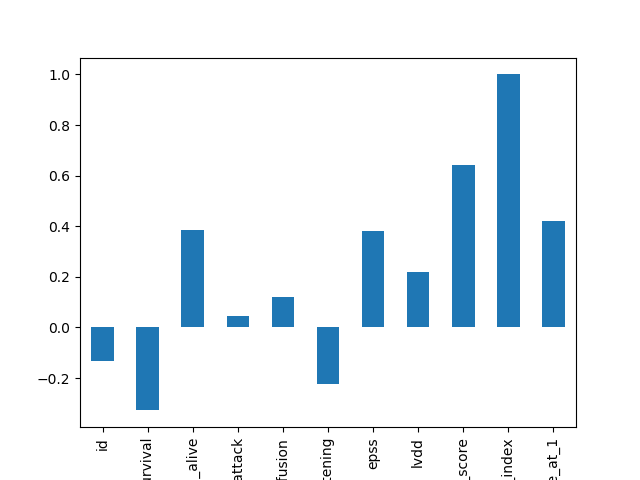 1.0
0.8
0.6
0.4
0.2
0.0
−0.2
id
urvival
_alive
attack
fusion
tening
epss
lvdd
_score
_index
e_at_1